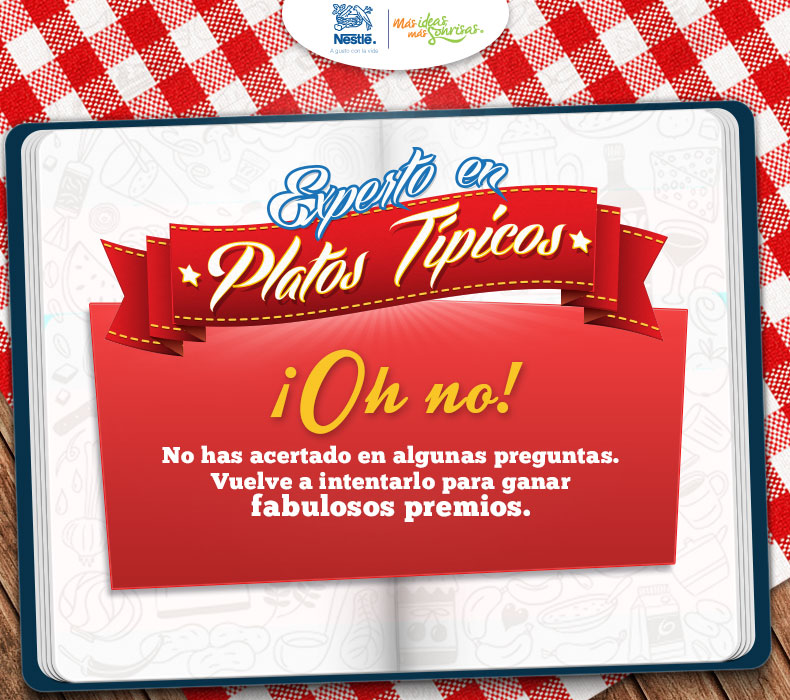 Nestlé.
A gusto con la vida
Más ideas
más Sonrisas.
Experto en
Platos Típicos
¡Oh no!
No has acertado en algunas preguntas.
Vuelve a intentarlo para ganar
fabulosos premios.